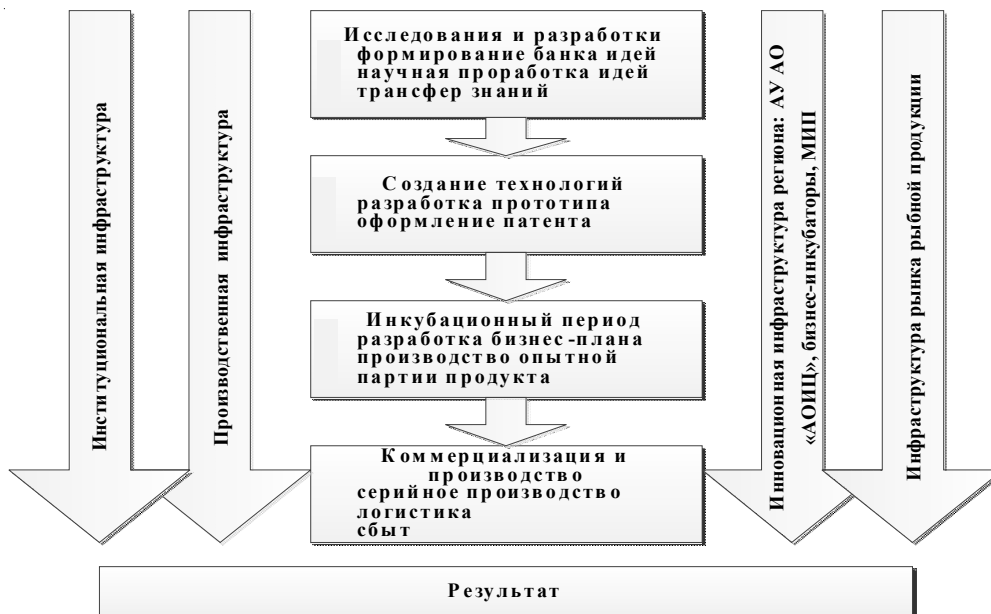 Институциональная инфраструктура
Производственная инфраструктура
Исследования и разработки
формирование банка идей
научная проработка идей
трансфер знаний
Создание технологий
разработка прототипа
оформление патента
Инкубационный период
разработка бизнес-плана
производство опытной
партии продукта
Коммерциализация и
производство
серийное производство
логистика
сбыт
Инновационная инфраструктура региона: АУ АО
«АОИЦ», бизнес-инкубаторы, МИП
Инфраструктура рынка рыбной продукции
Результат